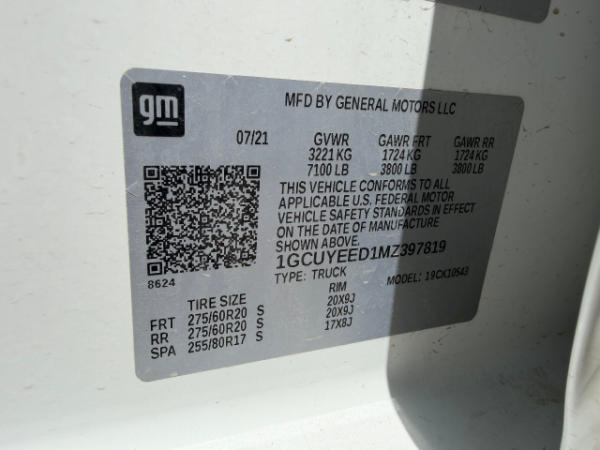 gm
MFD BY GENERAL MOTORS LLC
07/21 GVWR GAWR FRT GAWR RR
3221 KG 1724 KG 1724 KG
7100 LB 3800 LB 3800 LB
THIS VEHICLE CONFORMS TO ALL
APPLICABLE U.S. FEDERAL MOTOR
VEHICLE SAFETY STANDARDS IN EFFECT
ON THE DATE OF MANUFACTURE
SHOWN ABOVE.
1GCUYEED1MZ397819
8624
TYPE: TRUCK MODEL: 19CK10543
TIRE SIZE RIM
FRT 275/60R20 S 20X9J
RR 275/60R20 S 20X9J
SPA 255/80R17 S 17X8J